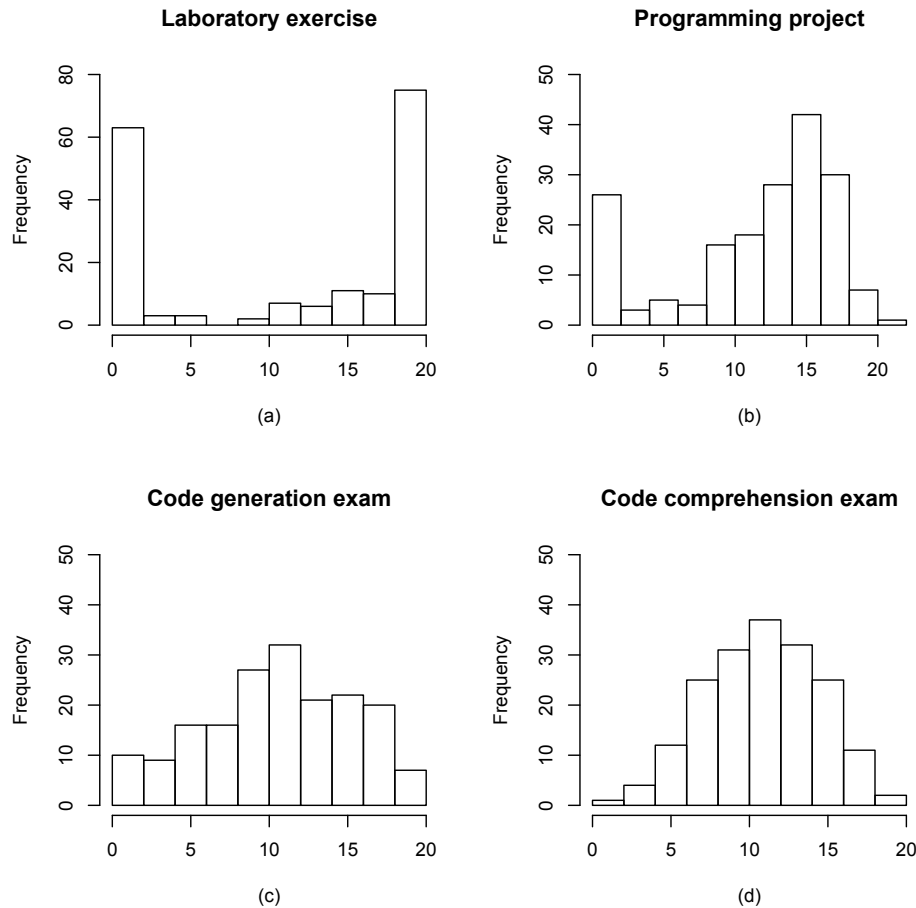 Laboratory exercise
Frequency
80
60
40
20
0
0 5 10 15 20
(a)
Programming project
Frequency
50
40
30
20
10
0
0 5 10 15 20
(b)
Code generation exam
Frequency
50
40
30
20
10
0
0 5 10 15 20
(c)
Code comprehension exam
Frequency
50
40
30
20
10
0
0 5 10 15 20
(d)